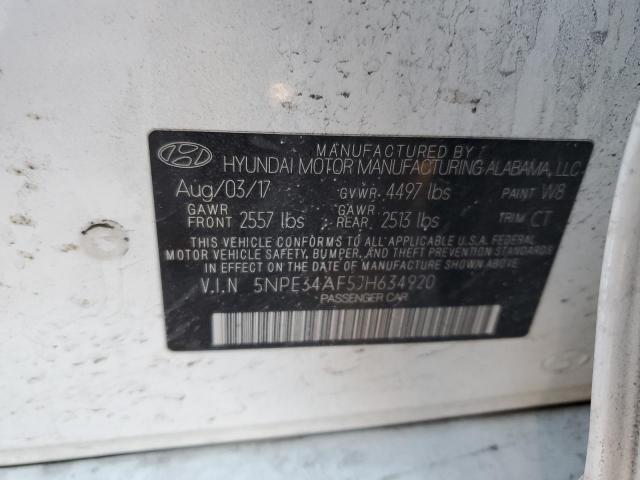 MANUFACTURED BY
HYUNDAI MOTOR MANUFACTURING ALABAMA, LLC
Aug/03/17 GVWR 4497 lbs PAINT W8
GAWR FRONT 2557 lbs GAWR REAR 2513 lbs TRIM CT
THIS VEHICLE CONFORMS TO ALL APPLICABLE U.S.A. FEDERAL
MOTOR VEHICLE SAFETY, BUMPER, AND THEFT PREVENTION STANDARDS
IN EFFECT ON THE DATE OF MANUFACTURE SHOWN ABOVE.
V.I.N 5NPE34AF5JH634920
PASSENGER CAR